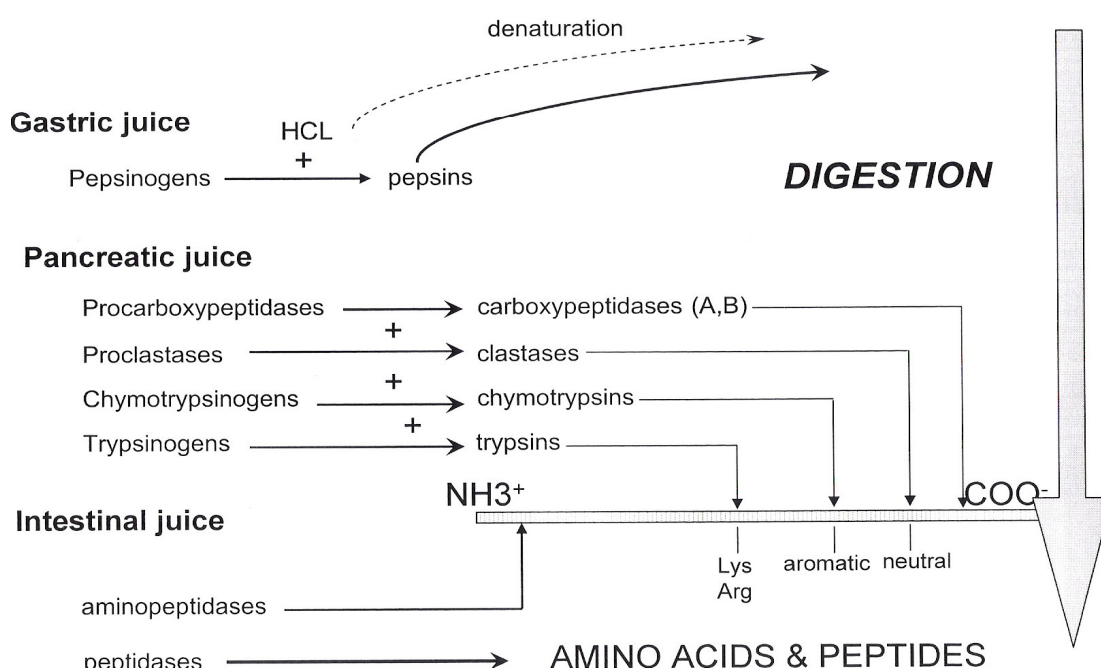 denaturation
Gastric juice
HCL
+
Pepsinogens
pepsins
DIGESTION
Pancreatic juice
Procarboxypeptidases
carboxypeptidases (A,B)
+
Proclastases
clastases
+
Chymotrypsinogens
chymotrypsins
+
Trypsinogens
trypsins
NH3+
COO-
Intestinal juice
Lys
Arg
aromatic
neutral
aminopeptidases
peptidases
AMINO ACIDS & PEPTIDES